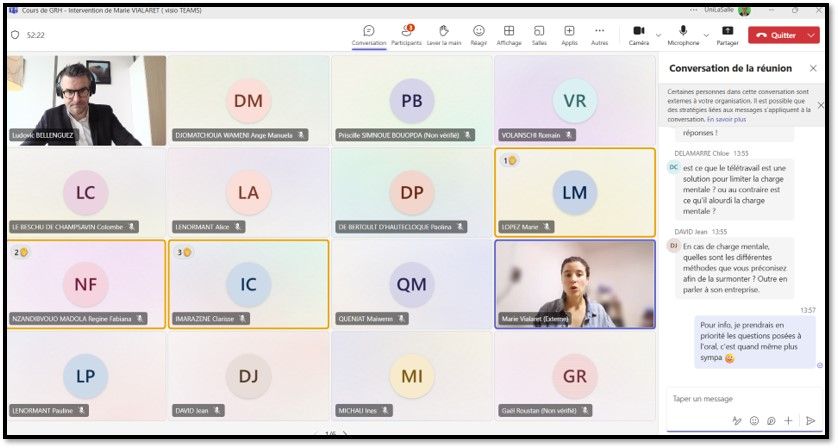 Cours de GRH - Intervention de Marie VIALARET ( visio TEAMS)
UniLaSalle
52:22
Conversation
3
Participants
Lever la main
Réagir
Affichage
Salles
Applis
Autres
Caméra
Microphone
Partager
Quitter
Ludovic BELLENGUEZ
DM
DJOMATCHOUA WAMENI Ange Manuela
PB
Priscille SIMNOUE BOUOPDA (Non vérifié)
VR
VOLANSCHI Romain
LC
LE BESCHU DE CHAMPSAVIN Colombe
LA
LENORMANT Alice
DP
DE BERTOULT D'HAUTECLOQUE Paolina
1
LM
LOPEZ Marie
2
NF
NZANDIBVOUO MADOLA Regine Fabiana
3
IC
IMARAZENE Clarisse
QM
QUENIAT Maiwenn
Marie Vialaret (Externe)
LP
LENORMANT Pauline
DJ
DAVID Jean
MI
MICHAU Ines
GR
Gaël Roustan (Non vérifié)
1/6
Conversation de la réunion
Certaines personnes dans cette conversation sont
externes à votre organisation. Il est possible que
des stratégies liées aux messages s'appliquent à la
conversation. En savoir plus
réponses !
DELAMARRE Chloe 13:55
DC
est ce que le télétravail est une
solution pour limiter la charge
mentale ? ou au contraire est
ce qu'il alourdi la charge
mentale ?
DAVID Jean 13:55
DJ
En cas de charge mentale,
quelles sont les différentes
méthodes que vous préconisez
afin de la surmonter ? Outre en
parler à son entreprise.
13:57
Pour info, je prendrais en
priorité les questions posées à
l'oral, c'est quand même plus
sympa
Taper un message